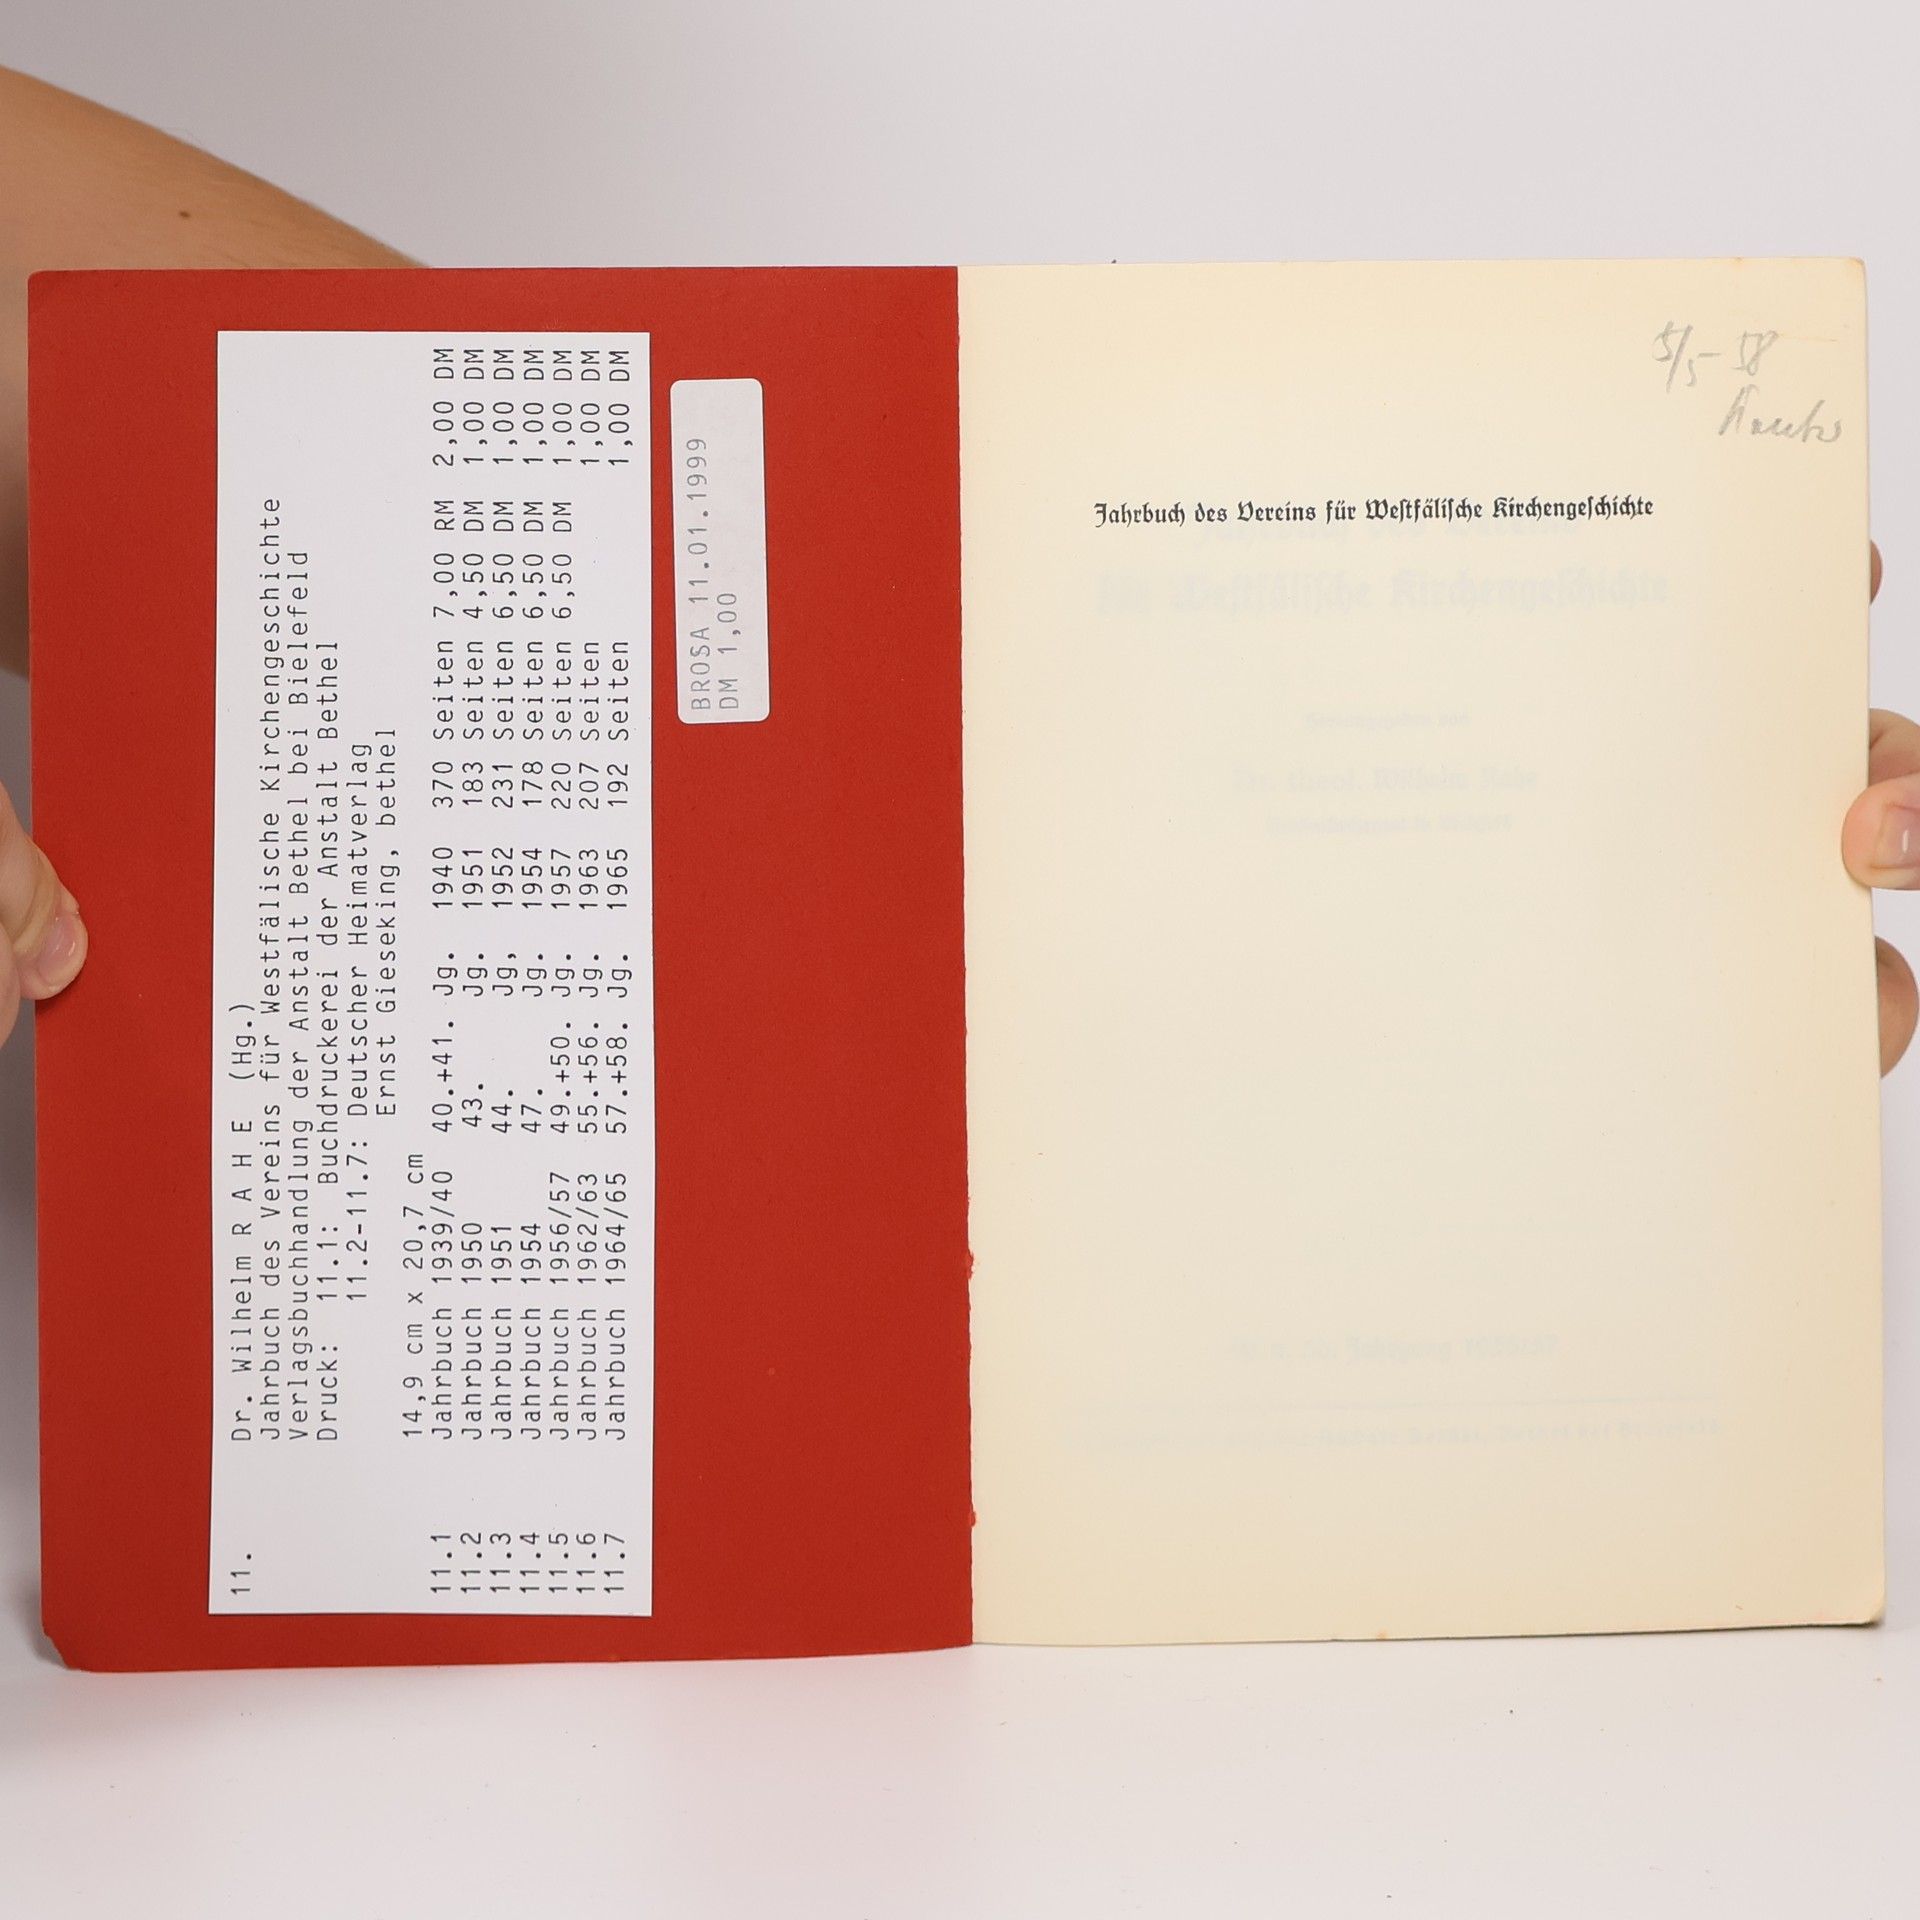 11. Dr. Wilhelm R A H E (Hg.)
Jahrbuch des Vereins für Westfälische Kirchengeschichte
Verlagsbuchhandlung der Anstalt Bethel bei Bielefeld
Druck: 11.1: Buchdruckerei der Anstalt Bethel
11.2-11.7: Deutscher Heimatverlag
Ernst Gieseking, bethel
14,9 cm x 20,7 cm
11.1 Jahrbuch 1939/40 40.+41. Jg. 1940 370 Seiten 7,00 RM 2,00 DM
11.2 Jahrbuch 1950 43. Jg. 1951 183 Seiten 4,50 DM 1,00 DM
11.3 Jahrbuch 1951 44. Jg, 1952 231 Seiten 6,50 DM 1,00 DM
11.4 Jahrbuch 1954 47. Jg. 1954 178 Seiten 6,50 DM 1,00 DM
11.5 Jahrbuch 1956/57 49.+50. Jg. 1957 220 Seiten 6,50 DM 1,00 DM
11.6 Jahrbuch 1962/63 55.+56. Jg. 1963 207 Seiten 1,00 DM
11.7 Jahrbuch 1964/65 57.+58. Jg. 1965 192 Seiten 1,00 DM
BROSA 11.01.1999
DM 1,00
5/5-58
Jahrbuch des Vereins für Westfälische Kirchengeschichte